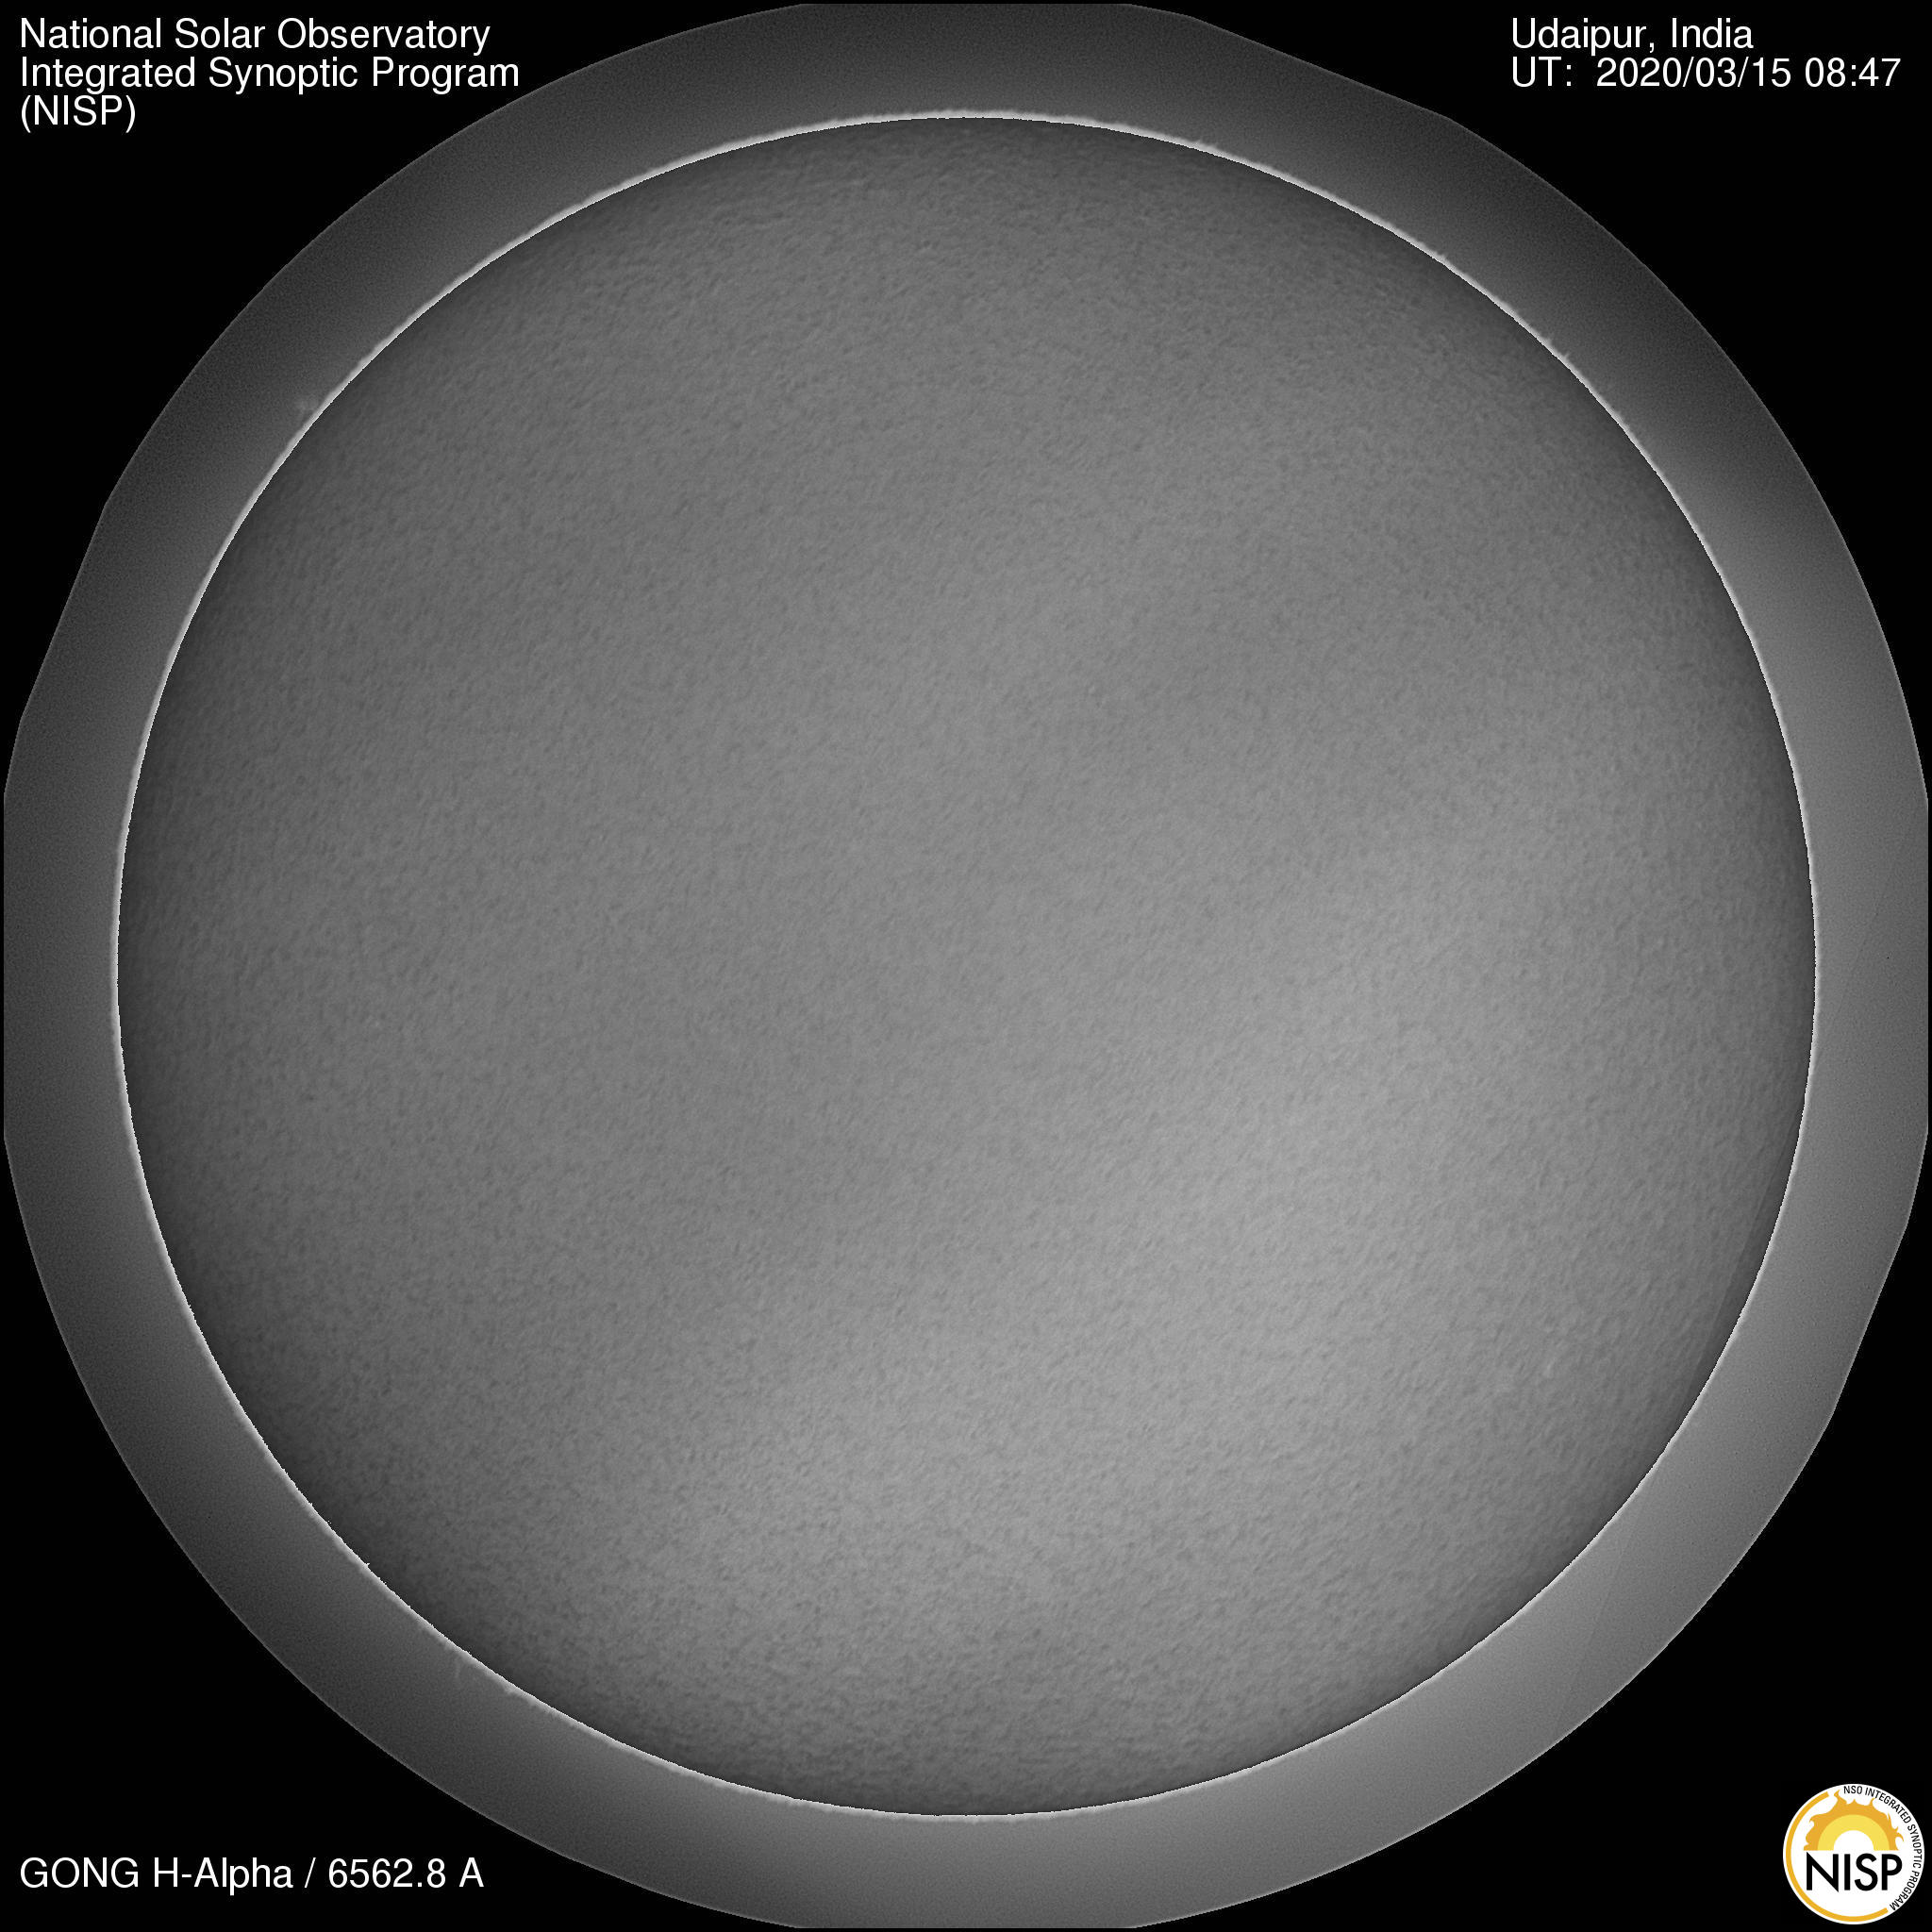 National Solar Observatory
Integrated Synoptic Program
(NISP)
Udaipur, India
UT: 2020/03/15 08:47
GONG H-Alpha / 6562.8 A
NSO INTEGRATED SYNOPTIC PROGRAM
NISP